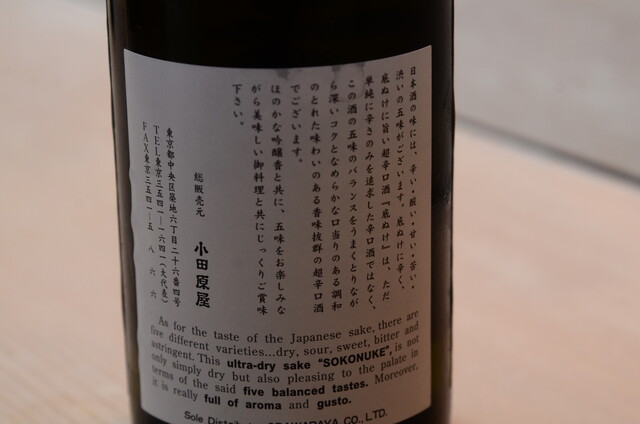 日本酒の味には、辛い・酸い・甘い・苦い・
渋いの五味がございます。底ぬけに辛く、
底ぬけに旨い超辛口酒『底ぬけ』は、ただ
単純に辛さのみを追求した辛口酒ではなく、
この酒の五味のバランスをうまくとりなが
ら深いコクとなめらかな口当りのある調和
のとれた味わいのある香味抜群の超辛口酒
でございます。
ほのかな吟醸香と共に、五味をお楽しみな
がら美味しい御料理と共にじっくりご賞味
下さい。
総販売元 小田原屋
東京都中央区築地六丁目二十六番四号
TEL東京三五四一—一六四一(大代表)
FAX東京三五四一—五八六六
As for the taste of the Japanese sake, there are
five different varieties...dry, sour, sweet, bitter and
astringent. This ultra-dry sake "SOKONUKE", is not
only simply dry but also pleasing to the palate in
terms of the said five balanced tastes. Moreover,
it is really full of aroma and gusto.
Sole CO., LTD.